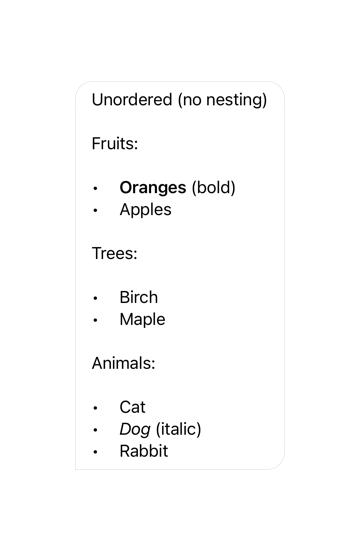 Unordered (no nesting)
Fruits:
• Oranges (bold)
• Apples
Trees:
• Birch
• Maple
Animals:
• Cat
• Dog (italic)
• Rabbit